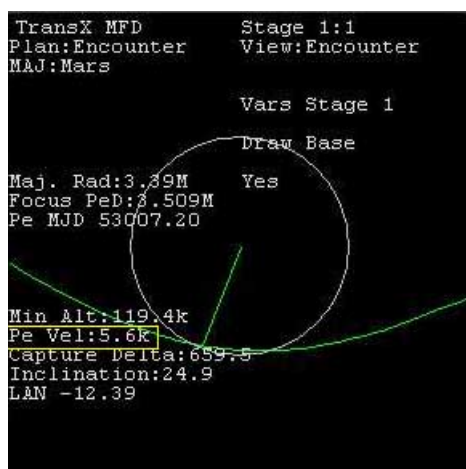 TransX MFD
Stage 1:1
Plan:Encounter
View:Encounter
MAJ:Mars
Vars Stage 1
Draw Base
Maj. Rad:3.39M
Yes
Focus PeD:3.509M
Pe MJD 53007.20
Min Alt:119.4k
Pe Vel:5.6k
Capture Delta:659.5
Inclination:24.9
LAN -12.39